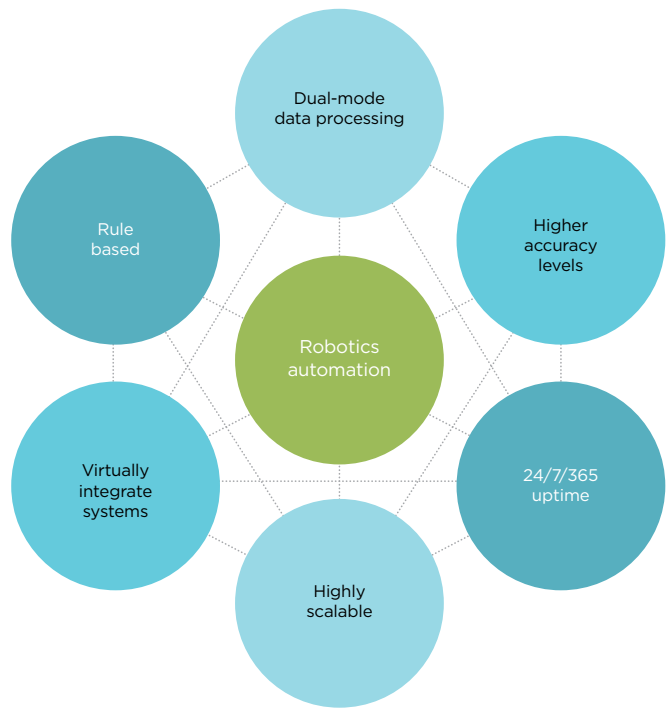 Dual-mode
data processing
Rule
based
Higher
accuracy
levels
Robotics
automation
Virtually
integrate
systems
24/7/365
uptime
Highly
scalable